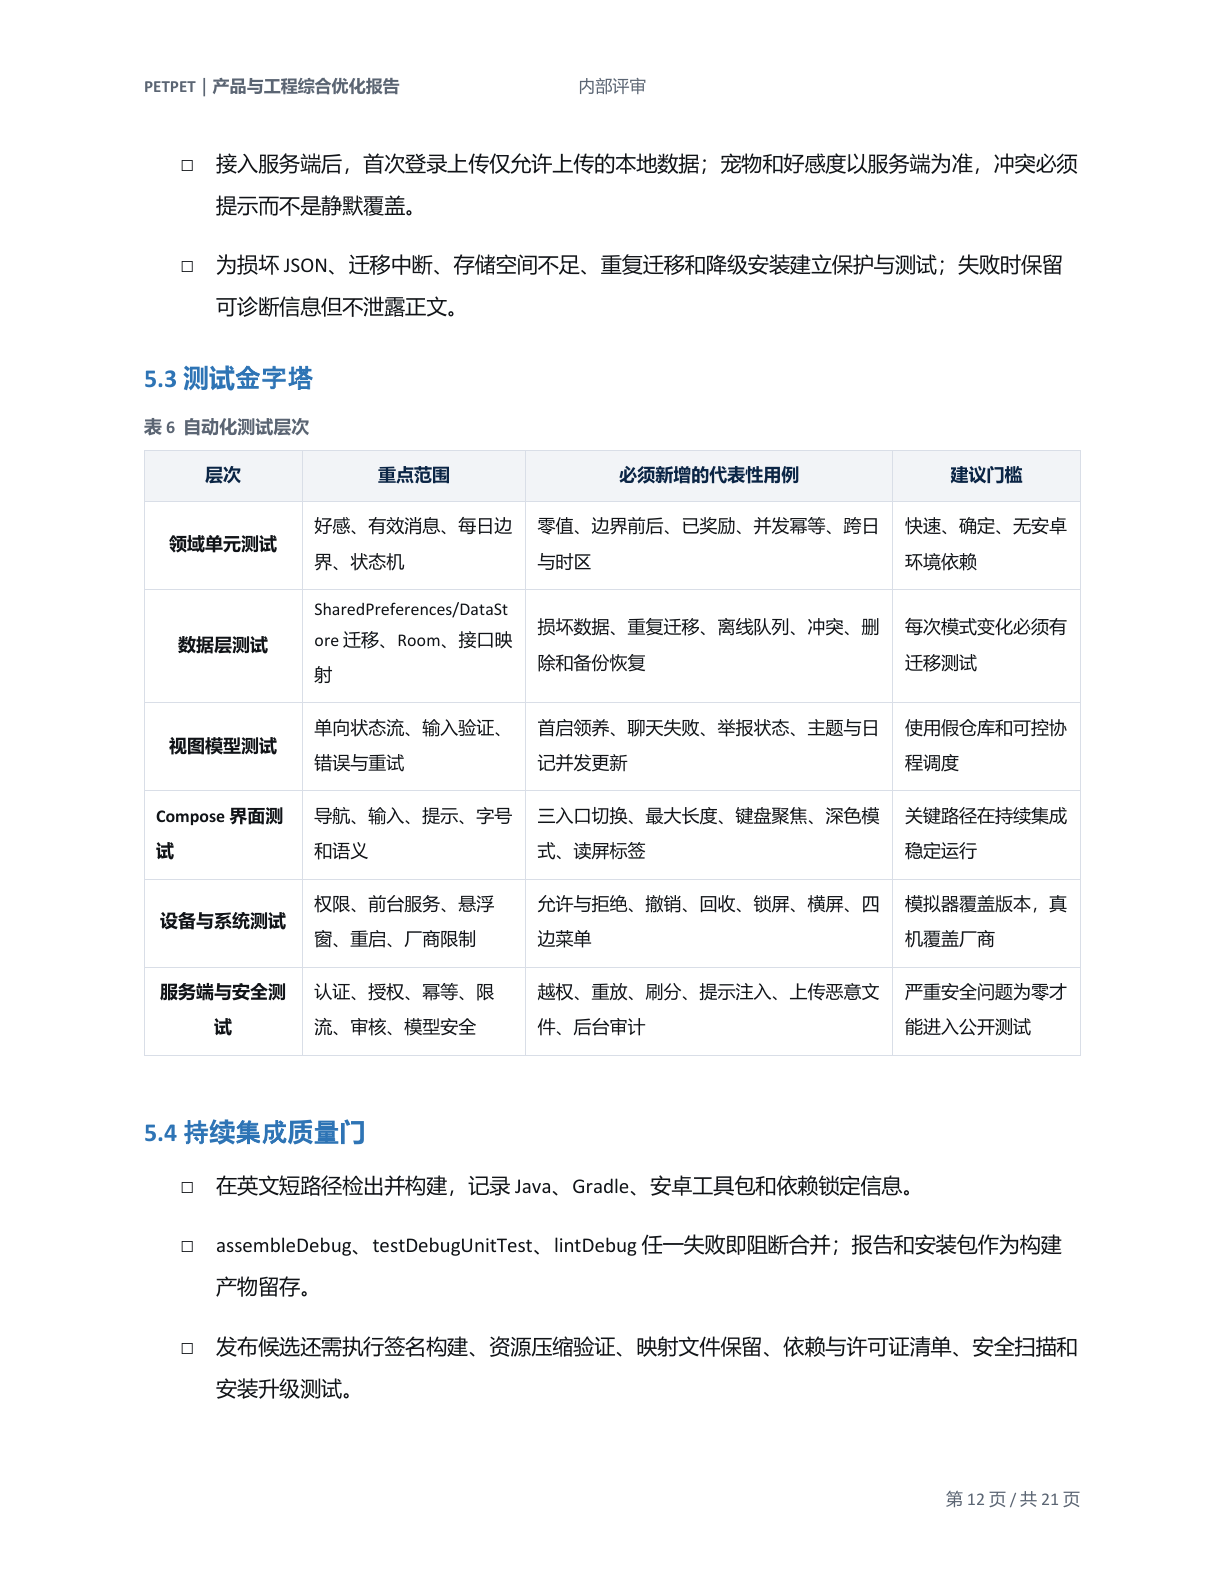 PETPET｜产品与工程综合优化报告 内部评审
□ 接入服务端后，首次登录上传仅允许上传的本地数据；宠物和好感度以服务端为准，冲突必须
提示而不是静默覆盖。
□ 为损坏 JSON、迁移中断、存储空间不足、重复迁移和降级安装建立保护与测试；失败时保留
可诊断信息但不泄露正文。
5.3 测试金字塔
表 6 自动化测试层次
层次 重点范围 必须新增的代表性用例 建议门槛
领域单元测试
好感、有效消息、每日边
界、状态机
零值、边界前后、已奖励、并发幂等、跨日
与时区
快速、确定、无安卓
环境依赖
数据层测试
SharedPreferences/DataSt
ore 迁移、Room、接口映
射
损坏数据、重复迁移、离线队列、冲突、删
除和备份恢复
每次模式变化必须有
迁移测试
视图模型测试
单向状态流、输入验证、
错误与重试
首启领养、聊天失败、举报状态、主题与日
记并发更新
使用假仓库和可控协
程调度
Compose 界面测
试
导航、输入、提示、字号
和语义
三入口切换、最大长度、键盘聚焦、深色模
式、读屏标签
关键路径在持续集成
稳定运行
设备与系统测试
权限、前台服务、悬浮
窗、重启、厂商限制
允许与拒绝、撤销、回收、锁屏、横屏、四
边菜单
模拟器覆盖版本，真
机覆盖厂商
服务端与安全测
试
认证、授权、幂等、限
流、审核、模型安全
越权、重放、刷分、提示注入、上传恶意文
件、后台审计
严重安全问题为零才
能进入公开测试
5.4 持续集成质量门
□ 在英文短路径检出并构建，记录 Java、Gradle、安卓工具包和依赖锁定信息。
□ assembleDebug、testDebugUnitTest、lintDebug 任一失败即阻断合并；报告和安装包作为构建
产物留存。
□ 发布候选还需执行签名构建、资源压缩验证、映射文件保留、依赖与许可证清单、安全扫描和
安装升级测试。
第 12 页 / 共 21 页